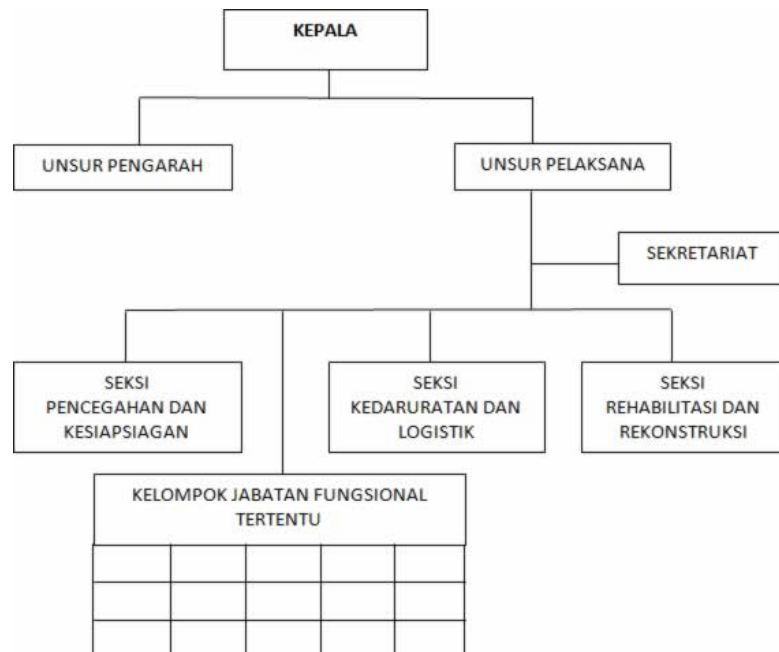 KEPALA
UNSUR PENGARAH
UNSUR PELAKSANA
SEKRETARIAT
SEKSI
PENCEGAHAN DAN
KESIAPSIAGAN
SEKSI
KEDARURATAN DAN
LOGISTIK
SEKSI
REHABILITASI DAN
REKONSTRUKSI
KELOMPOK JABATAN FUNGSIONAL
TERTENTU